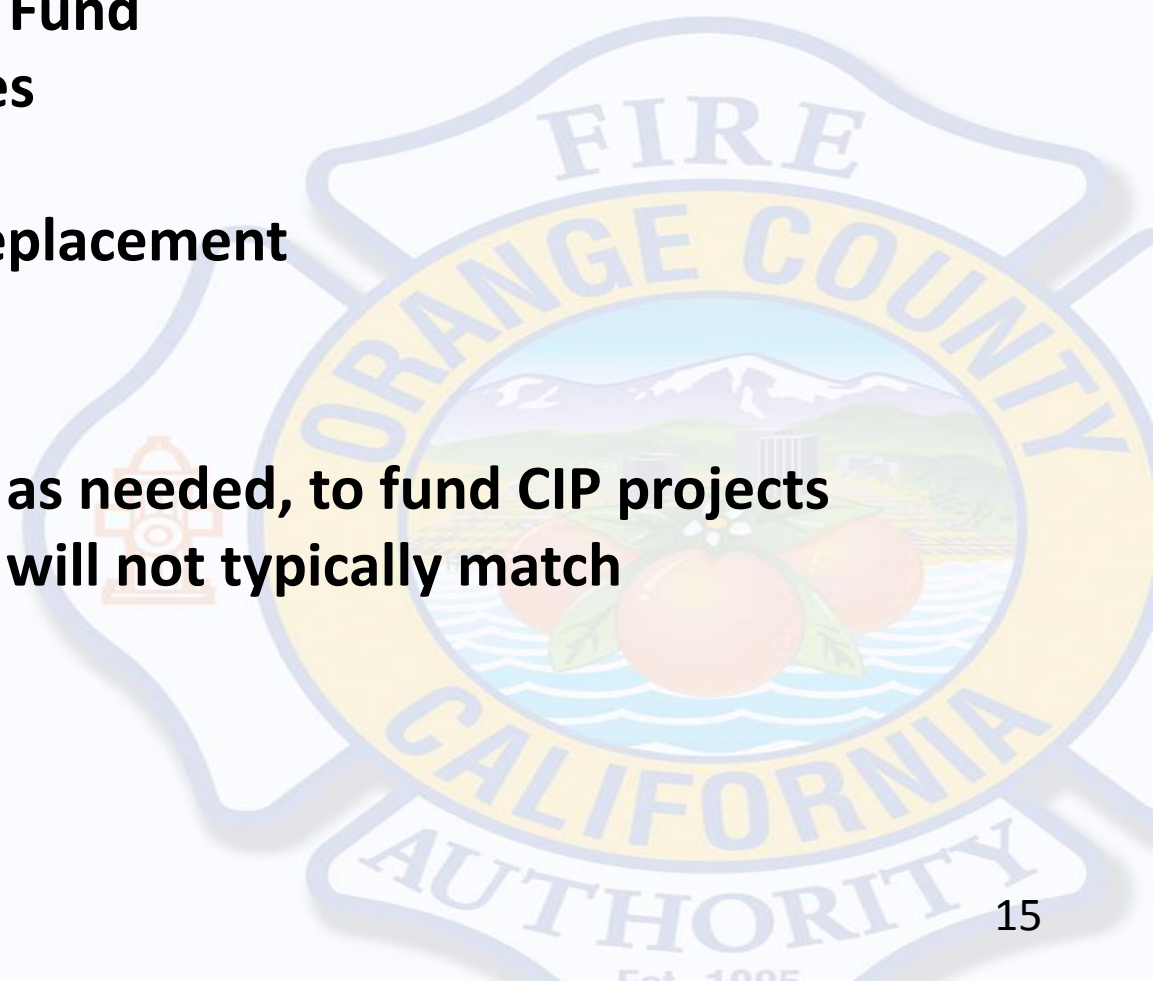 Fund
es
eplacement
as needed, to fund CIP projects
will not typically match
FIRE
ORANGE COUNTY
CALIFORNIA
AUTHORITY
15